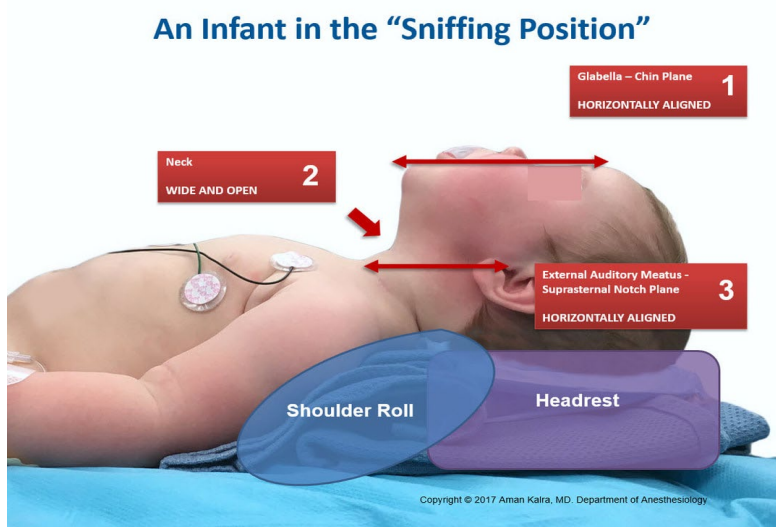 An Infant in the “Sniffing Position”
Glabella – Chin Plane
HORIZONTALLY ALIGNED
1
Neck
WIDE AND OPEN
2
External Auditory Meatus -
Suprasternal Notch Plane
HORIZONTALLY ALIGNED
3
Shoulder Roll
Headrest
Copyright © 2017 Aman Kalra, MD. Department of Anesthesiology